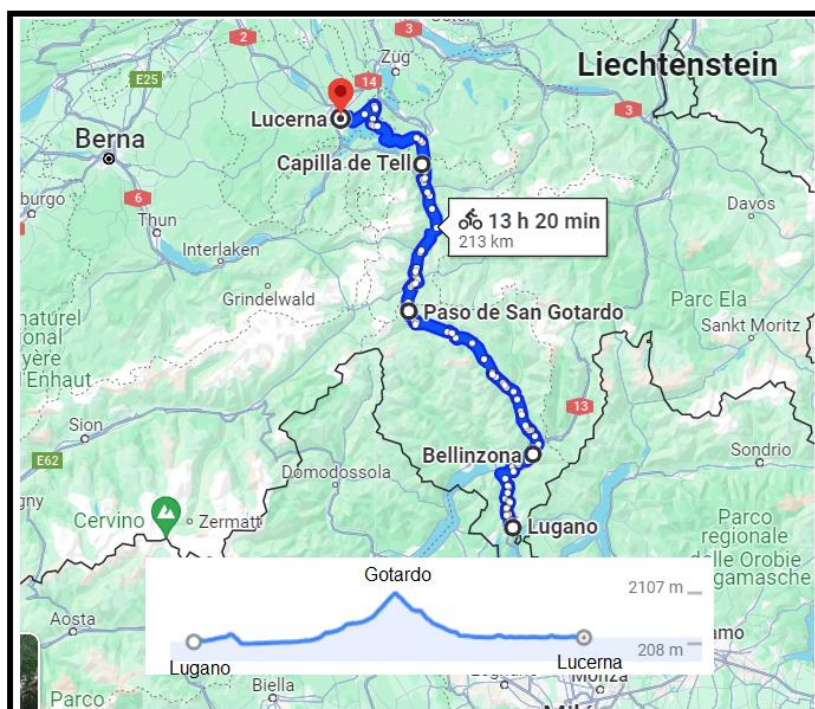 2
3
Zug
E25
14
Liechtenstein
Lucerna
3
Berna
Capilla de Tell
6
13 h 20 min
213 km
Davos
Thun
Interlaken
Grindelwald
Parc Ela
Paso de San Gotardo
Sankt Moritz
Enhaut
13
Sion
Bellinzona
Sondrio
E62
Domodossola
Cervino
Zermatt
Lugano
Parco
regionale
delle Orobie
Gotardo
2107 m
Aosta
208 m
Lugano
Lucerna
Biella
Parco